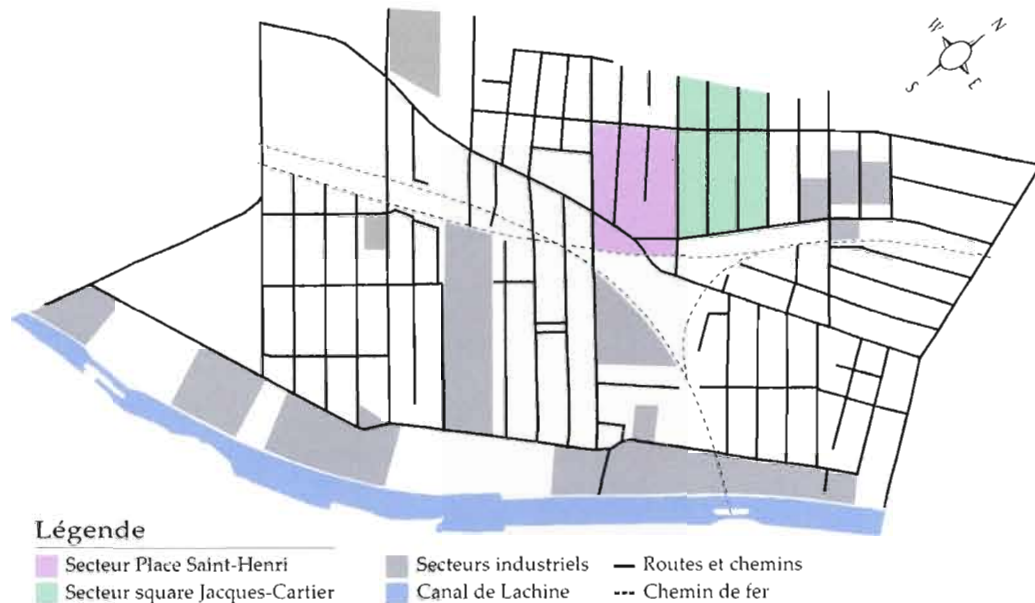 W N
S E
Légende
Secteur Place Saint-Henri
Secteur square Jacques-Cartier
Secteurs industriels
Canal de Lachine
Routes et chemins
Chemin de fer